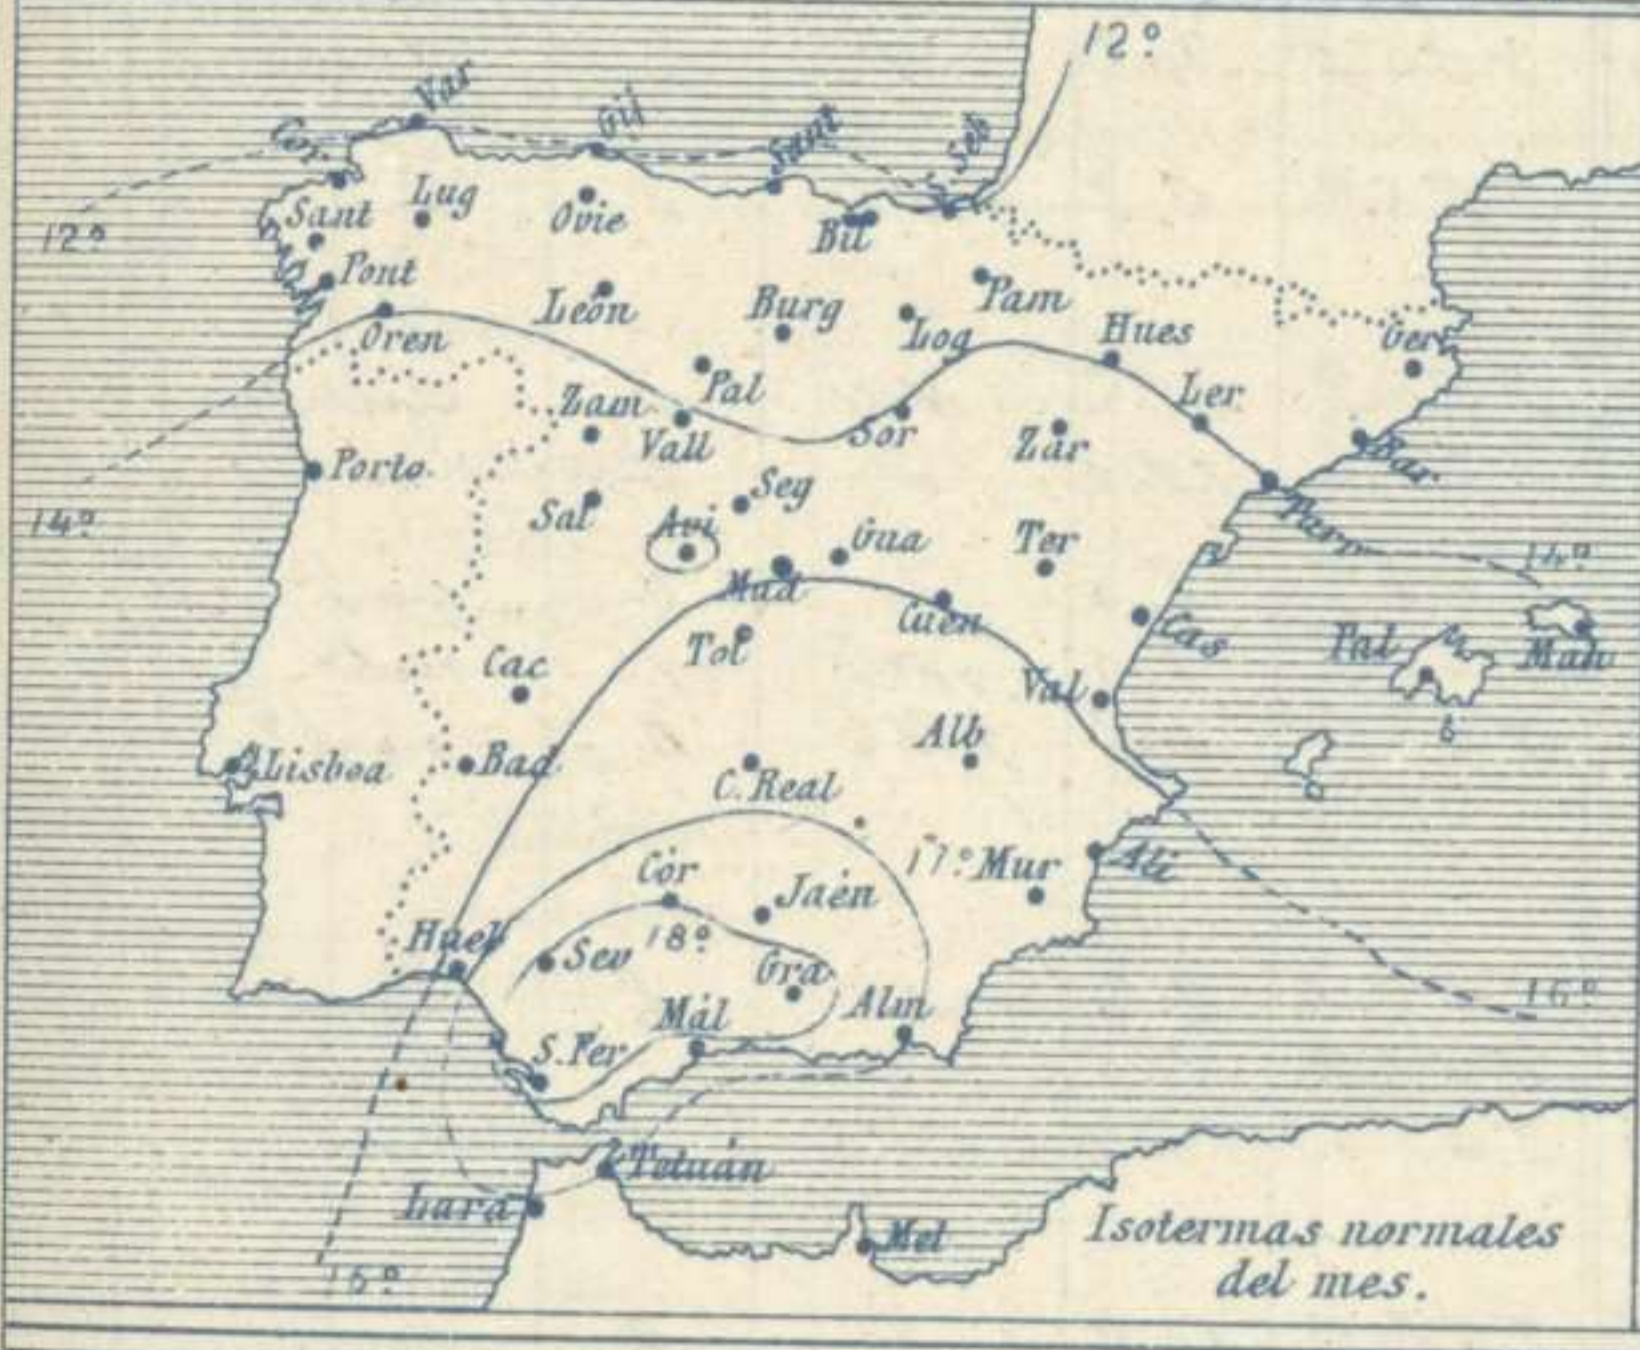 12º
Var
Gij
Sant
S. Seb
Cor
Lug
Sant
Ovie
Bil
12º
Pont
Pam
León
Burg
Oren
Log
Hues
Ger
Pal
Zam
Ler
Vall
Sor
Zar
Bar
Porto
Seg
Sal
Avi
Tarr
14º
Gua
Ter
14º
Mad
Cuen
Cas
Tol
Pal
M
Mah
Cac
Val
Alb
Lisboa
Bad
C. Real
17º
Mur
Ali
Cór
Jaén
Huel
18º
Sev
Gra
16º
Mál
Alm
S. Fer
Tetuán
Lara
Mel
Isotermas normales
del mes.
16º